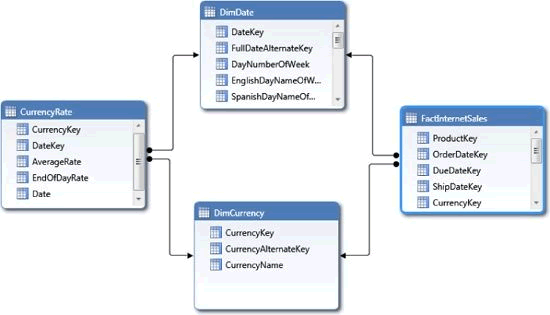 DimDate
DateKey
FullDateAlternateKey
DayNumberOfWeek
EnglishDayNameOfW...
SpanishDayNameOf...
CurrencyRate
CurrencyKey
DateKey
AverageRate
EndOfDayRate
Date
FactInternetSales
ProductKey
OrderDateKey
DueDateKey
ShipDateKey
CurrencyKey
DimCurrency
CurrencyKey
CurrencyAlternateKey
CurrencyName